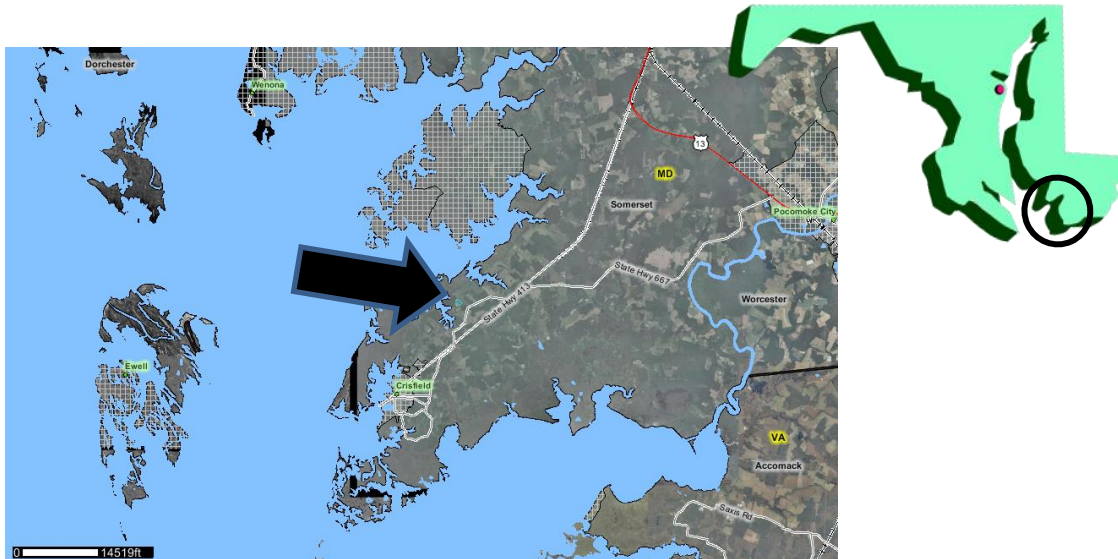 Dorchester
Wenona
13
MD
Somerset
Pocomoke City
State Hwy 667
State Hwy 413
Worcester
Ewell
Crisfield
VA
Accomack
Saxis Rd
0 14519ft